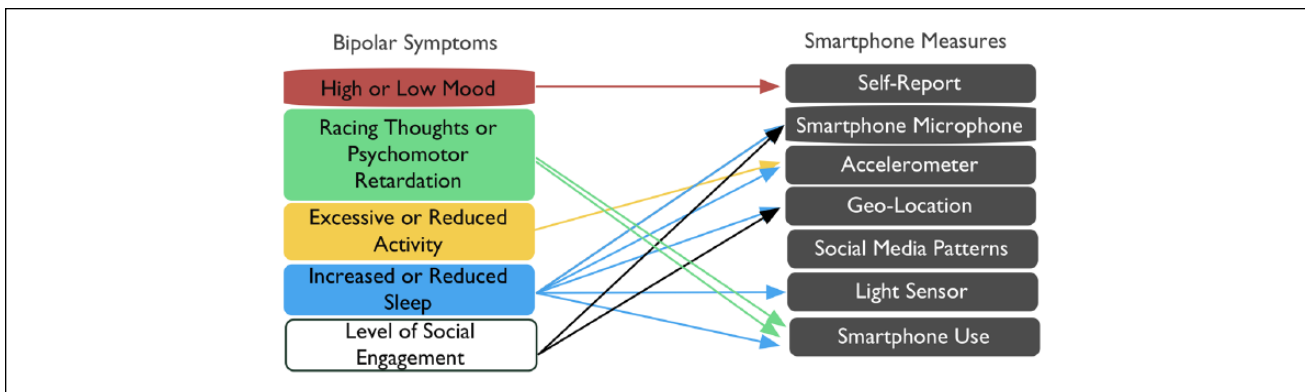 Bipolar Symptoms
High or Low Mood
Racing Thoughts or
Psychomotor
Retardation
Excessive or Reduced
Activity
Increased or Reduced
Sleep
Level of Social
Engagement
Smartphone Measures
Self-Report
Smartphone Microphone
Accelerometer
Geo-Location
Social Media Patterns
Light Sensor
Smartphone Use